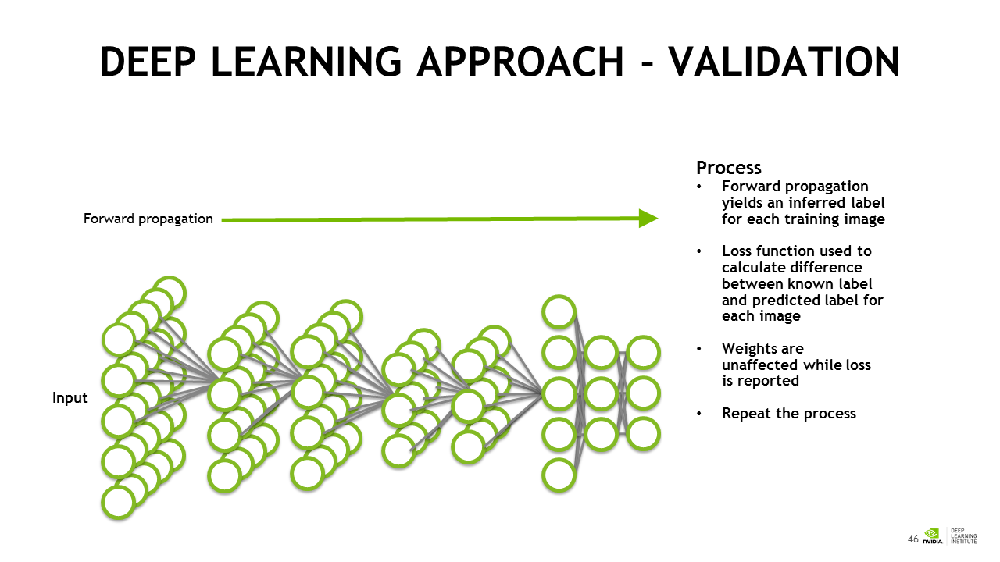 DEEP LEARNING APPROACH - VALIDATION
Process
• Forward propagation
yields an inferred label
for each training image
Forward propagation
• Loss function used to
calculate difference
between known label
and predicted label for
each image
• Weights are
unaffected while loss
is reported
Input
• Repeat the process
46
NVIDIA
DEEP
LEARNING
INSTITUTE